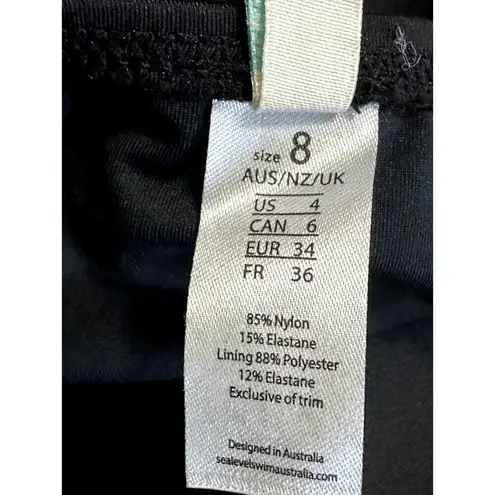 size 8
AUS/NZ/UK
US 4
CAN 6
EUR 34
FR 36
85% Nylon
15% Elastane
Lining 88% Polyester
12% Elastane
Exclusive of trim
Designed in Australia
sealevelswimaustralia.com